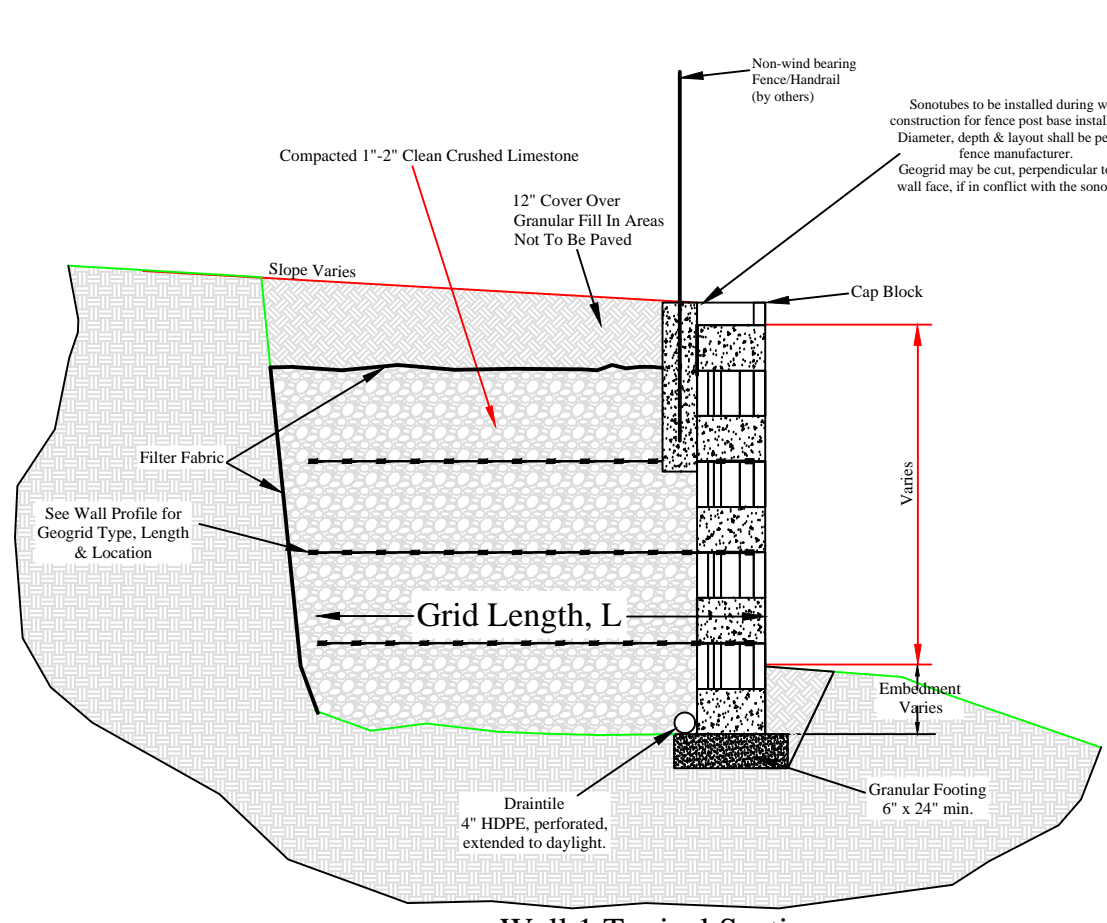 Non-wind bearing
Fence/Handrail
(by others)
Sonotubes to be installed during
construction for fence post base
Diameter, depth & layout shall be
fence manufacturer.
Geogrid may be cut, perpendicular
wall face, if in conflict with the
Compacted 1"-2" Clean Crushed Limestone
12" Cover Over
Granular Fill In Areas
Not To Be Paved
Slope Varies
Cap Block
Filter Fabric
See Wall Profile for
Geogrid Type, Length
& Location
Varies
Grid Length, L
Embedment
Varies
Granular Footing
6" x 24" min.
Draintile
4" HDPE, perforated,
extended to daylight.
Wall 1 Typical